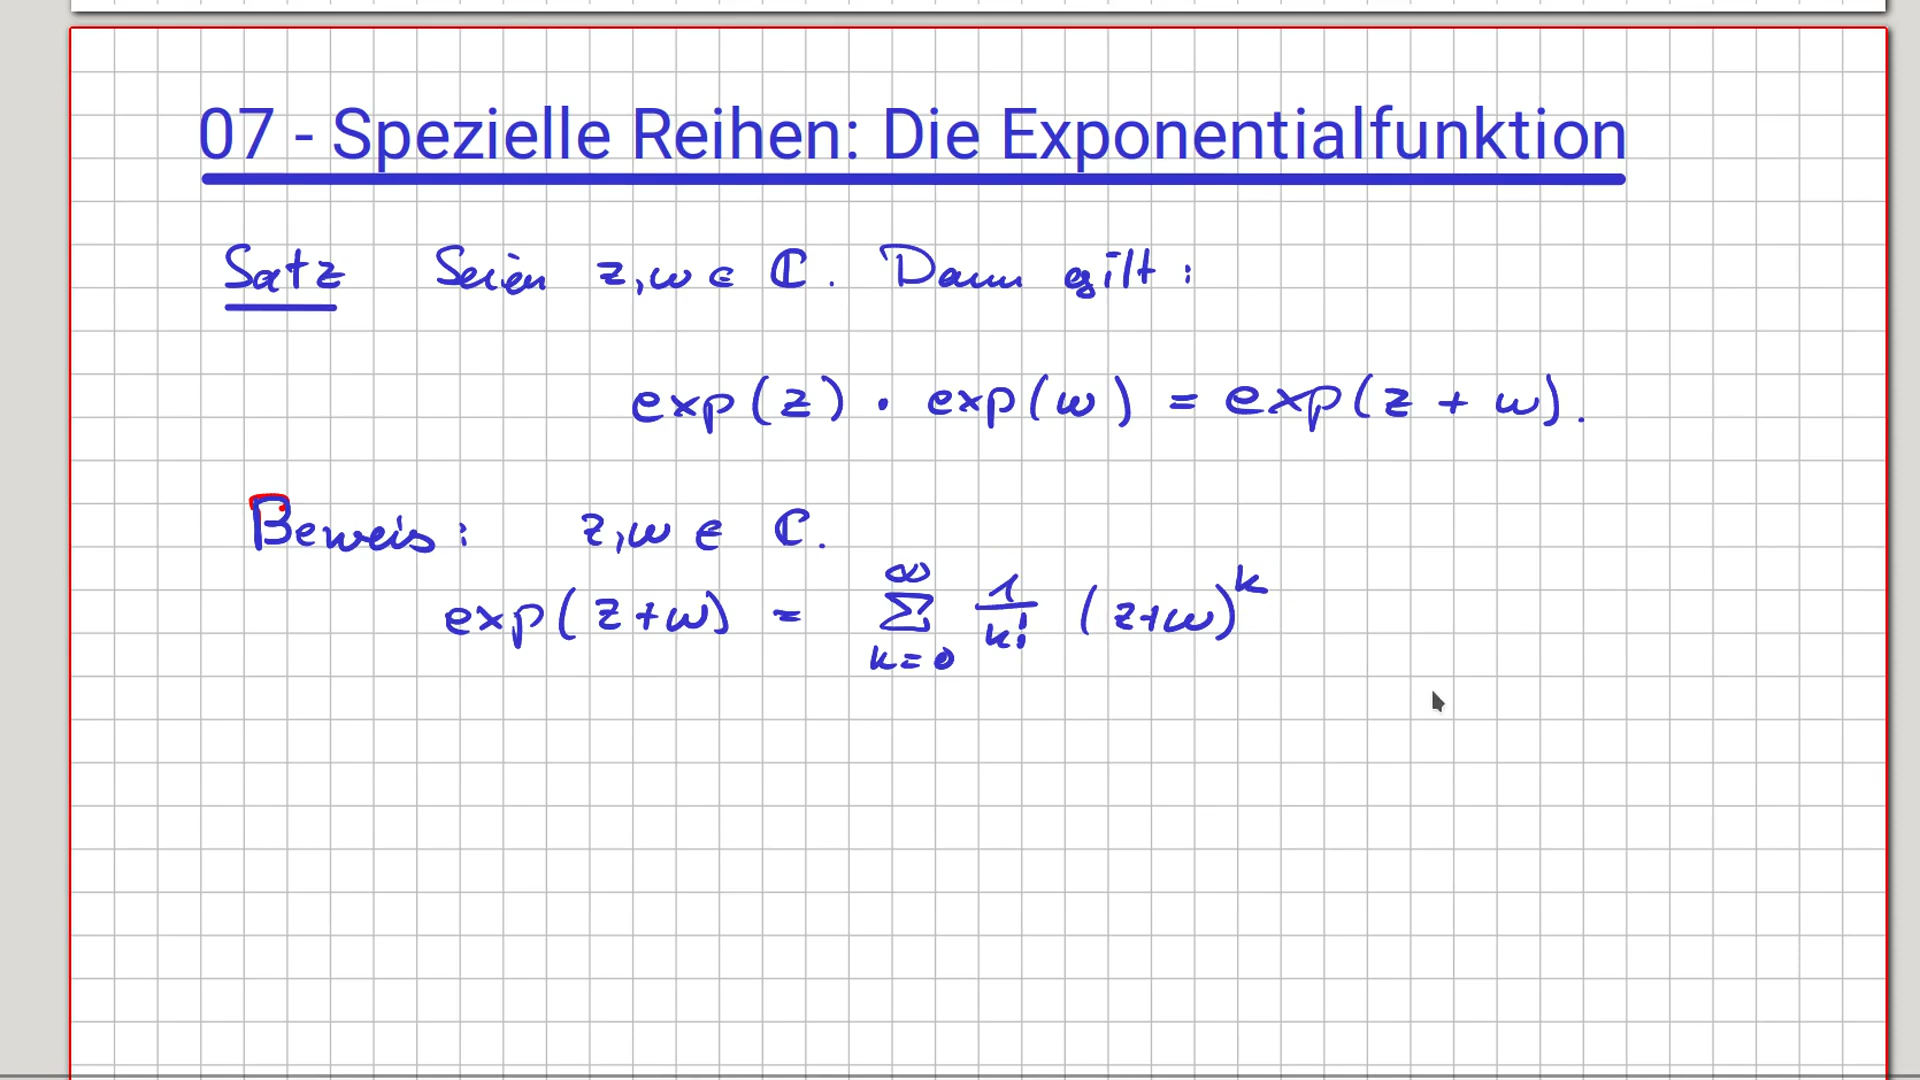 07 - Spezielle Reihen: Die Exponentialfunktion
Satz Seien z,w ∈ ℂ. Dann gilt:
exp(z) · exp(w) = exp(z + w).
Beweis: z,w ∈ ℂ.
exp(z+w) = ∑_{k=0}^{∞} 1/k! (z+w)^k